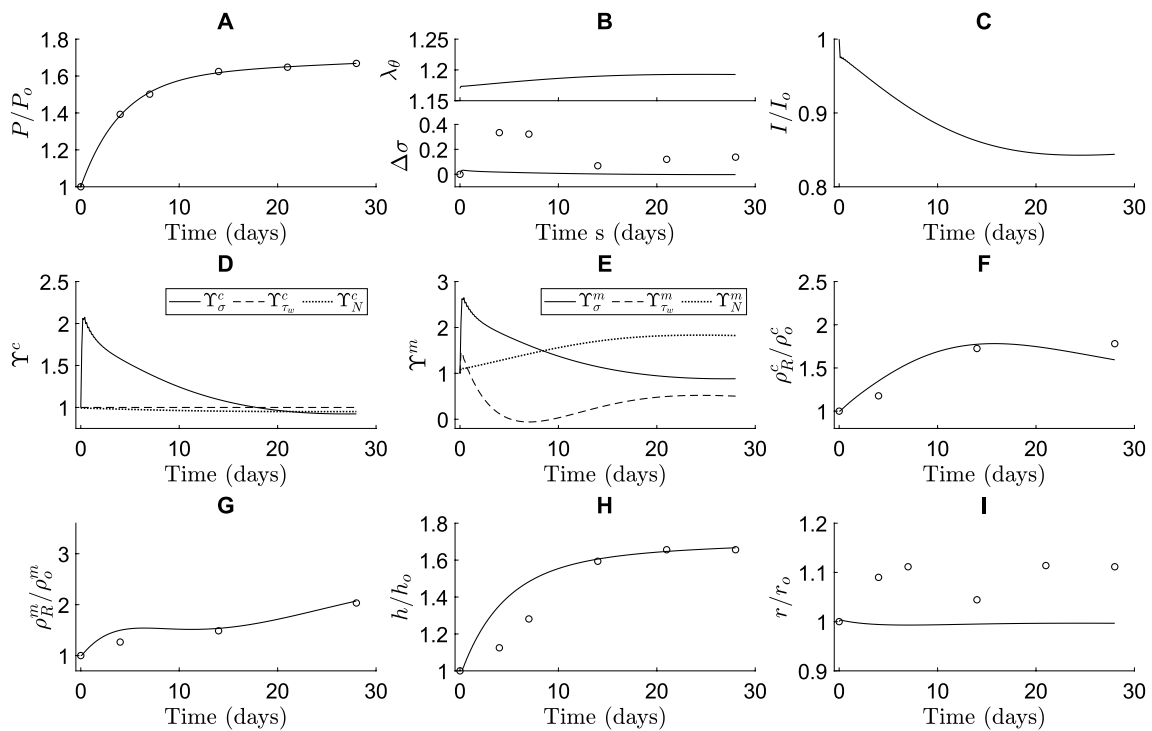 A
P/P_o
1.8
1.6
1.4
1.2
1
0 10 20 30
Time (days)
B
λ_θ
1.25
1.2
1.15
Δσ
0.4
0.2
0
0 10 20 30
Time s (days)
C
I/I_o
1
0.9
0.8
0 10 20 30
Time (days)
D
Υ^c
2.5
2
1.5
1
Υ^c_σ Υ^c_{τ_w} Υ^c_N
0 10 20 30
Time (days)
E
Υ^m
3
2
1
0
Υ^m_σ Υ^m_{τ_w} Υ^m_N
0 10 20 30
Time (days)
F
ρ^c_R/ρ^c_o
2.5
2
1.5
1
0 10 20 30
Time (days)
G
ρ^m_R/ρ^m_o
3
2
1
0 10 20 30
Time (days)
H
h/h_o
1.8
1.6
1.4
1.2
1
0 10 20 30
Time (days)
I
r/r_o
1.2
1.1
1
0.9
0 10 20 30
Time (days)